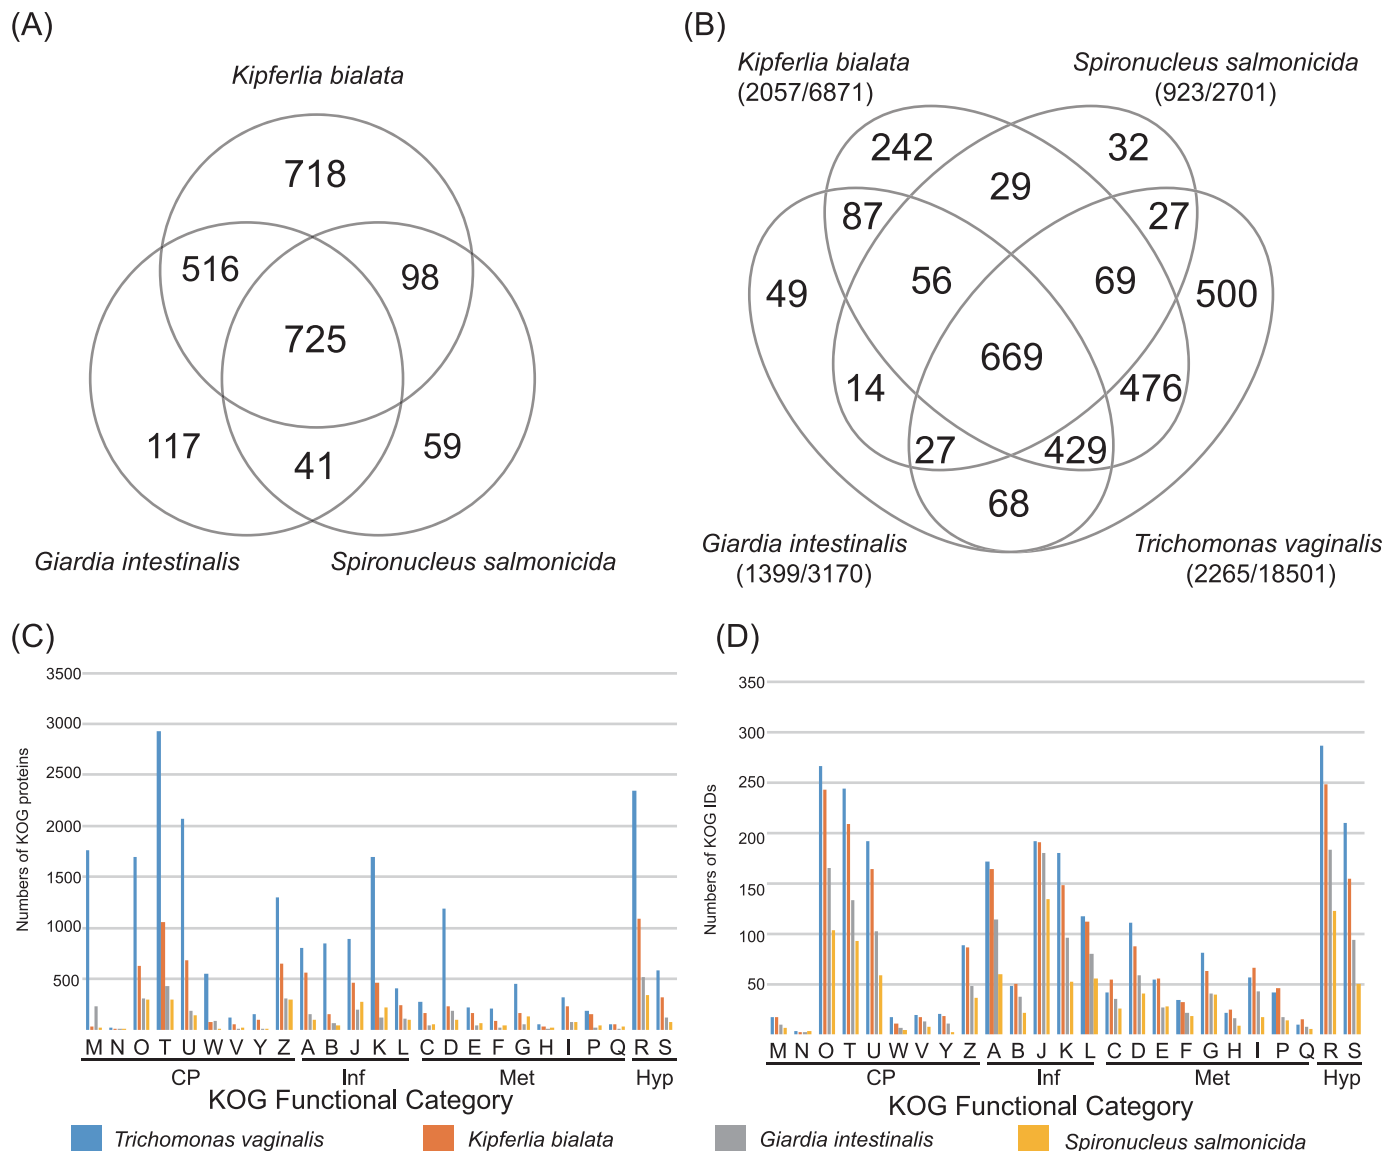 (A)
Kipferlia bialata
718
516
98
725
117
41
59
Giardia intestinalis
Spironucleus salmonicida
(B)
Kipferlia bialata
(2057/6871)
Spironucleus salmonicida
(923/2701)
242
32
29
87
27
49
56
69
500
669
14
476
27
429
68
Giardia intestinalis
(1399/3170)
Trichomonas vaginalis
(2265/18501)
(C)
Numbers of KOG proteins
3500
3000
2500
2000
1500
1000
500
M N O T U W V Y Z A B J K L C D E F G H I P Q R S
CP Inf Met Hyp
KOG Functional Category
(D)
Numbers of KOG IDs
350
300
250
200
150
100
50
M N O T U W V Y Z A B J K L C D E F G H I P Q R S
CP Inf Met Hyp
KOG Functional Category
Trichomonas vaginalis
Kipferlia bialata
Giardia intestinalis
Spironucleus salmonicida